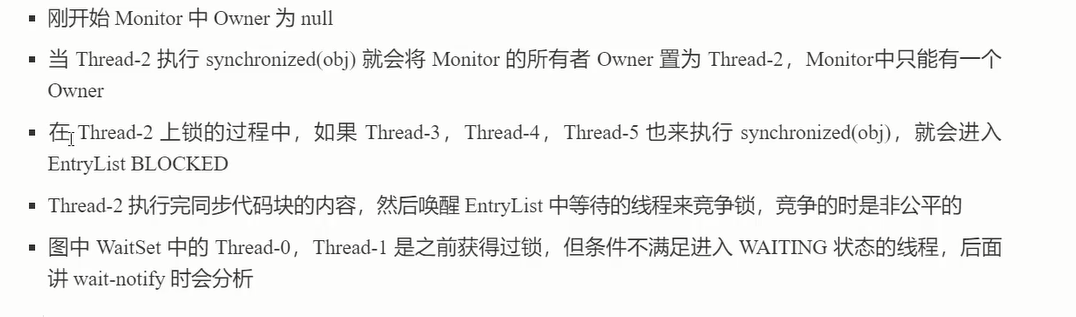 ▪ 刚开始 Monitor 中 Owner 为 null
▪ 当 Thread-2 执行 synchronized(obj) 就会将 Monitor 的所有者 Owner 置为 Thread-2，Monitor中只能有一个
Owner
▪ 在 Thread-2 上锁的过程中，如果 Thread-3，Thread-4，Thread-5 也来执行 synchronized(obj)，就会进入
EntryList BLOCKED
▪ Thread-2 执行完同步代码块的内容，然后唤醒 EntryList 中等待的线程来竞争锁，竞争的时是非公平的
▪ 图中 WaitSet 中的 Thread-0，Thread-1 是之前获得过锁，但条件不满足进入 WAITING 状态的线程，后面
讲 wait-notify 时会分析